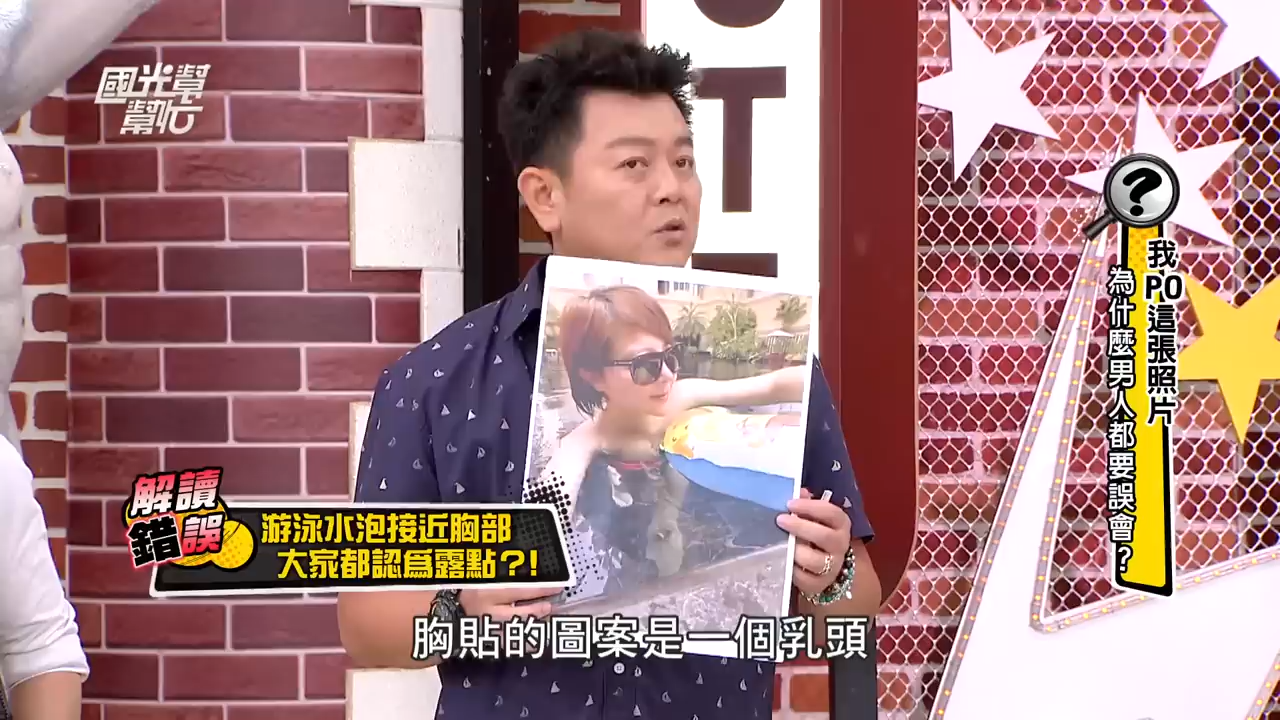 國光幫
幫忙
T
?
我PO這張照片
為什麼男人都要誤會?
解讀
錯誤
游泳水泡接近胸部
大家都認為露點?!
胸貼的圖案是一個乳頭